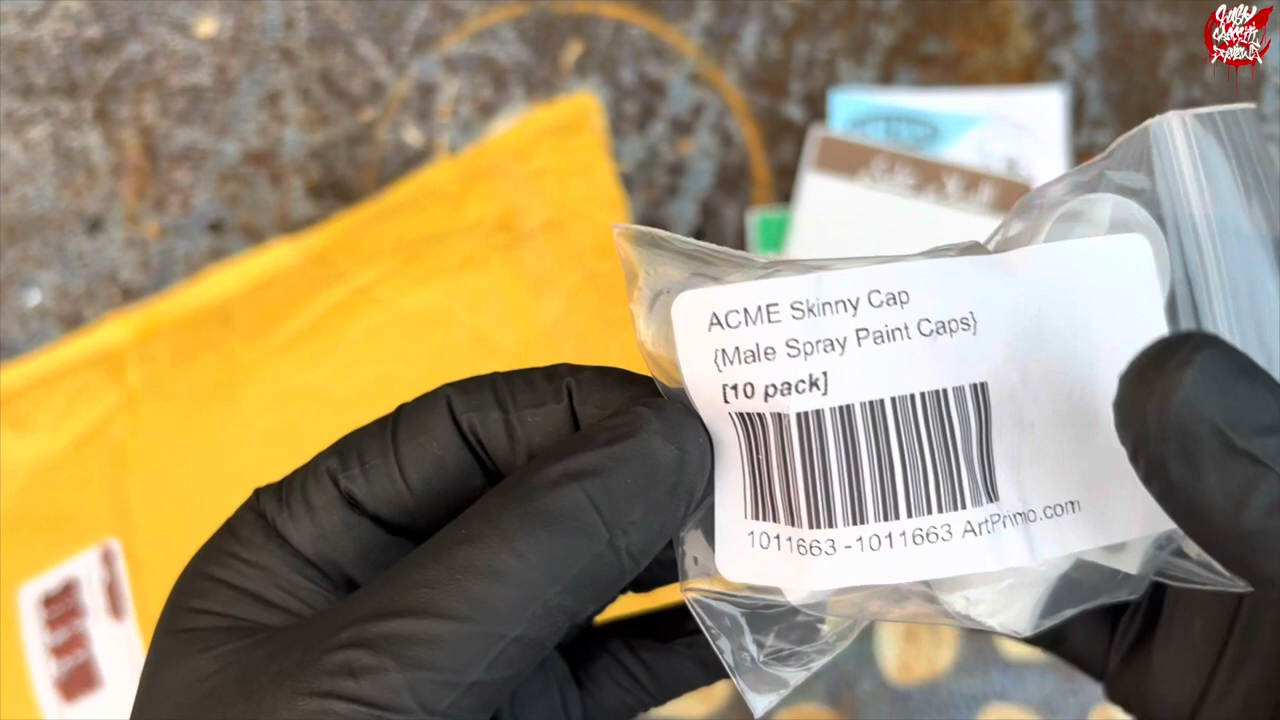 ACME Skinny Cap
{Male Spray Paint Caps}
[10 pack]
1011663 -1011663 ArtPrimo.com